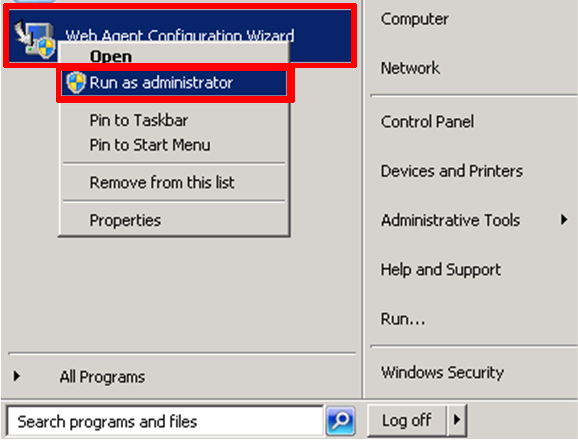 Web Agent Configuration Wizard
Open
Run as administrator
Pin to Taskbar
Pin to Start Menu
Remove from this list
Properties
All Programs
Search programs and files
Computer
Network
Control Panel
Devices and Printers
Administrative Tools
Help and Support
Run...
Windows Security
Log off